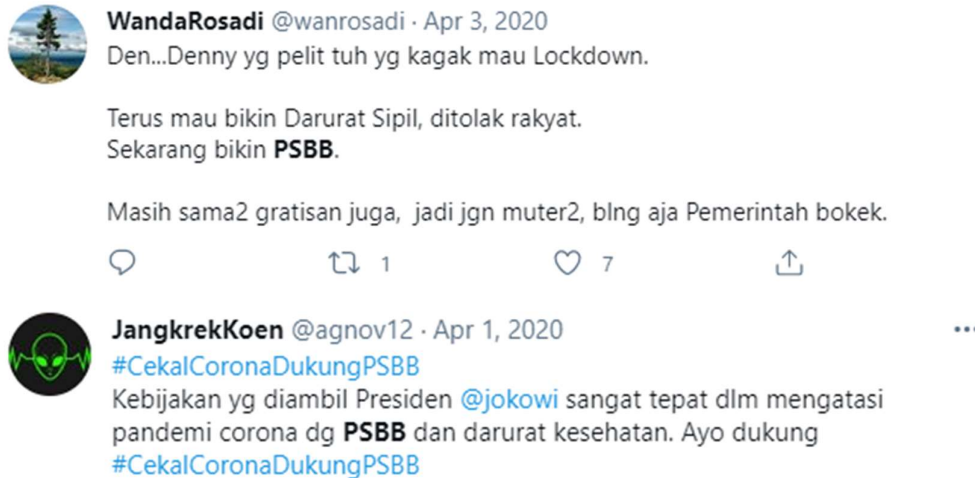 WandaRosadi @wanrosadi · Apr 3, 2020
Den...Denny yg pelit tuh yg kagak mau Lockdown.
Terus mau bikin Darurat Sipil, ditolak rakyat.
Sekarang bikin PSBB.
Masih sama2 gratisan juga, jadi jgn muter2, blng aja Pemerintah bokek.
1 7
JangkrekKoen @agnov12 · Apr 1, 2020
#CekalCoronaDukungPSBB
Kebijakan yg diambil Presiden @jokowi sangat tepat dlm mengatasi
pandemi corona dg PSBB dan darurat kesehatan. Ayo dukung
#CekalCoronaDukungPSBB